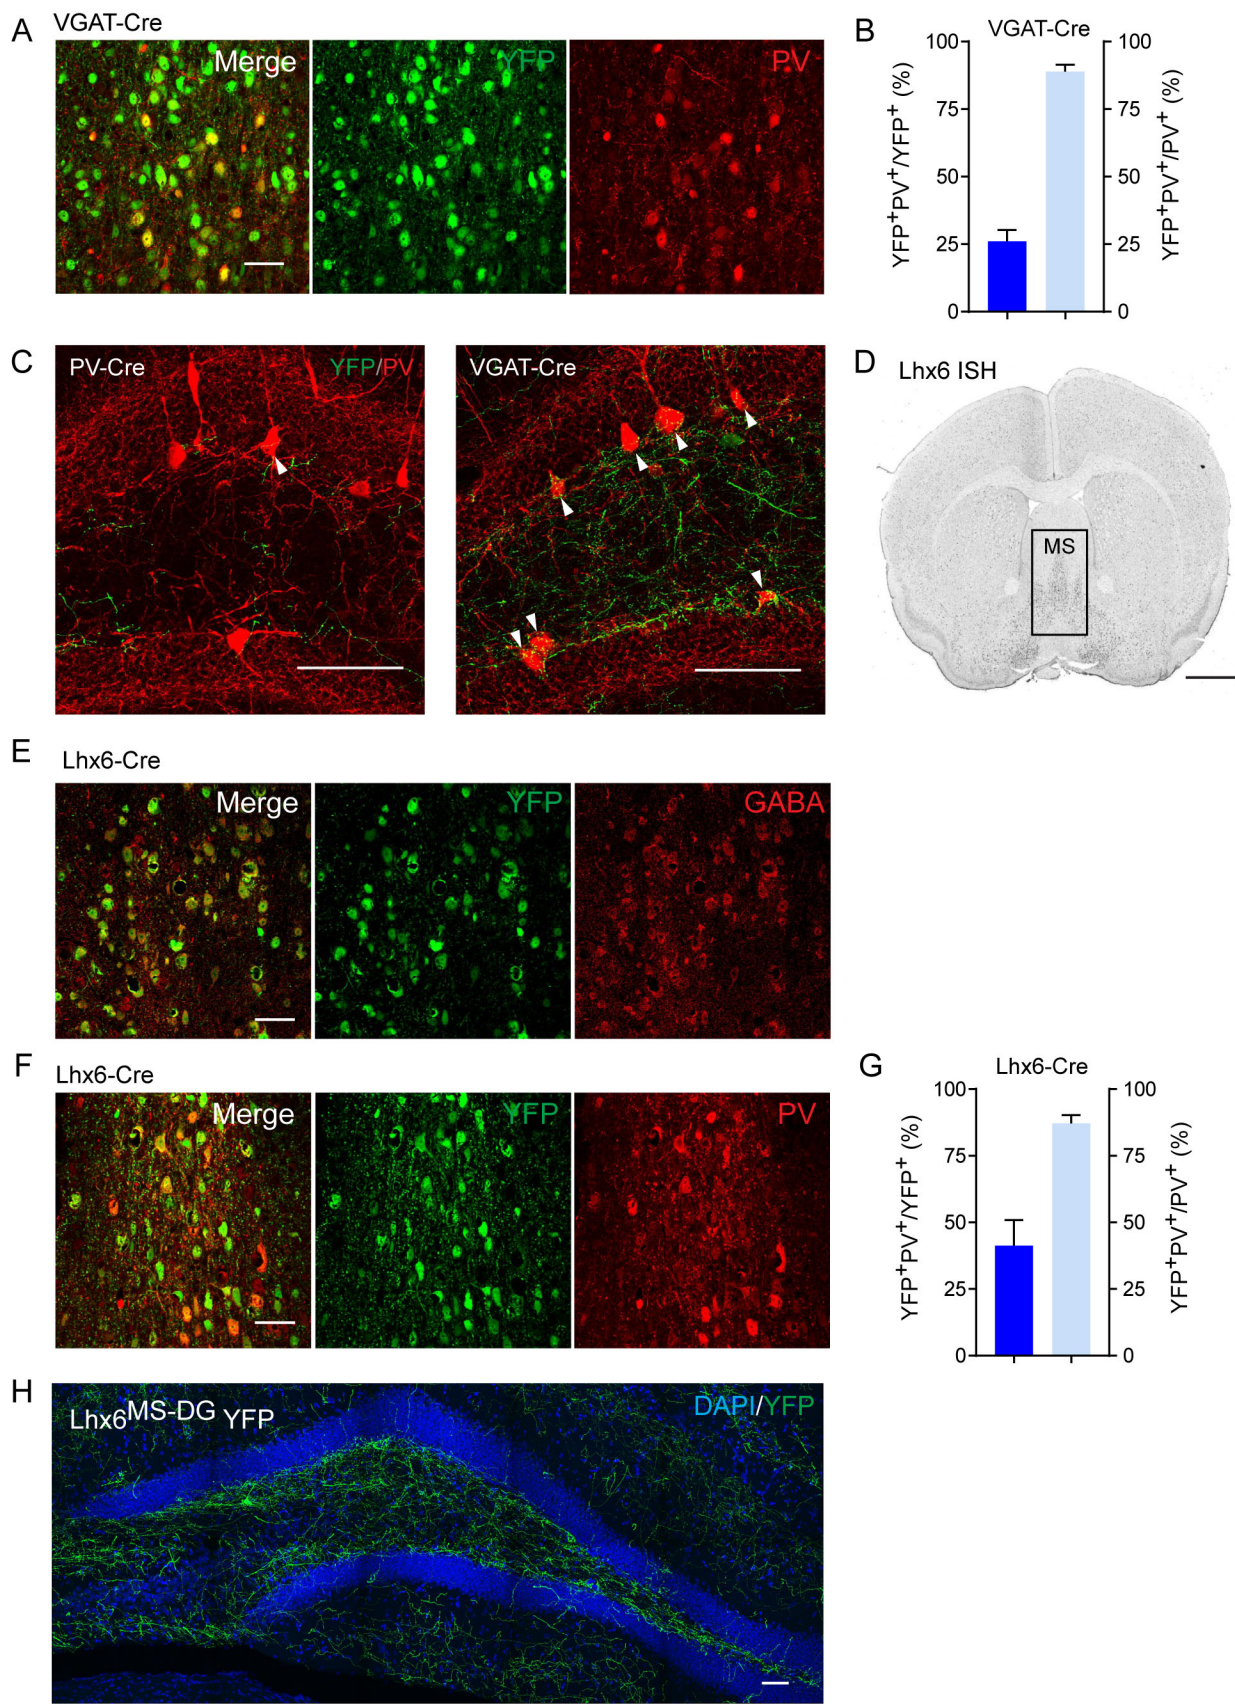 A
VGAT-Cre
Merge
YFP
PV
B
VGAT-Cre
YFP⁺PV⁺/YFP⁺ (%)
100
75
50
25
0
100
75
50
25
0
YFP⁺PV⁺/PV⁺ (%)
C
PV-Cre
YFP/PV
VGAT-Cre
D
Lhx6 ISH
MS
E
Lhx6-Cre
Merge
YFP
GABA
F
Lhx6-Cre
Merge
YFP
PV
G
Lhx6-Cre
YFP⁺PV⁺/YFP⁺ (%)
100
75
50
25
0
100
75
50
25
0
YFP⁺PV⁺/PV⁺ (%)
H
Lhx6ᴹˢ⁻ᴰᴳ YFP
DAPI/YFP